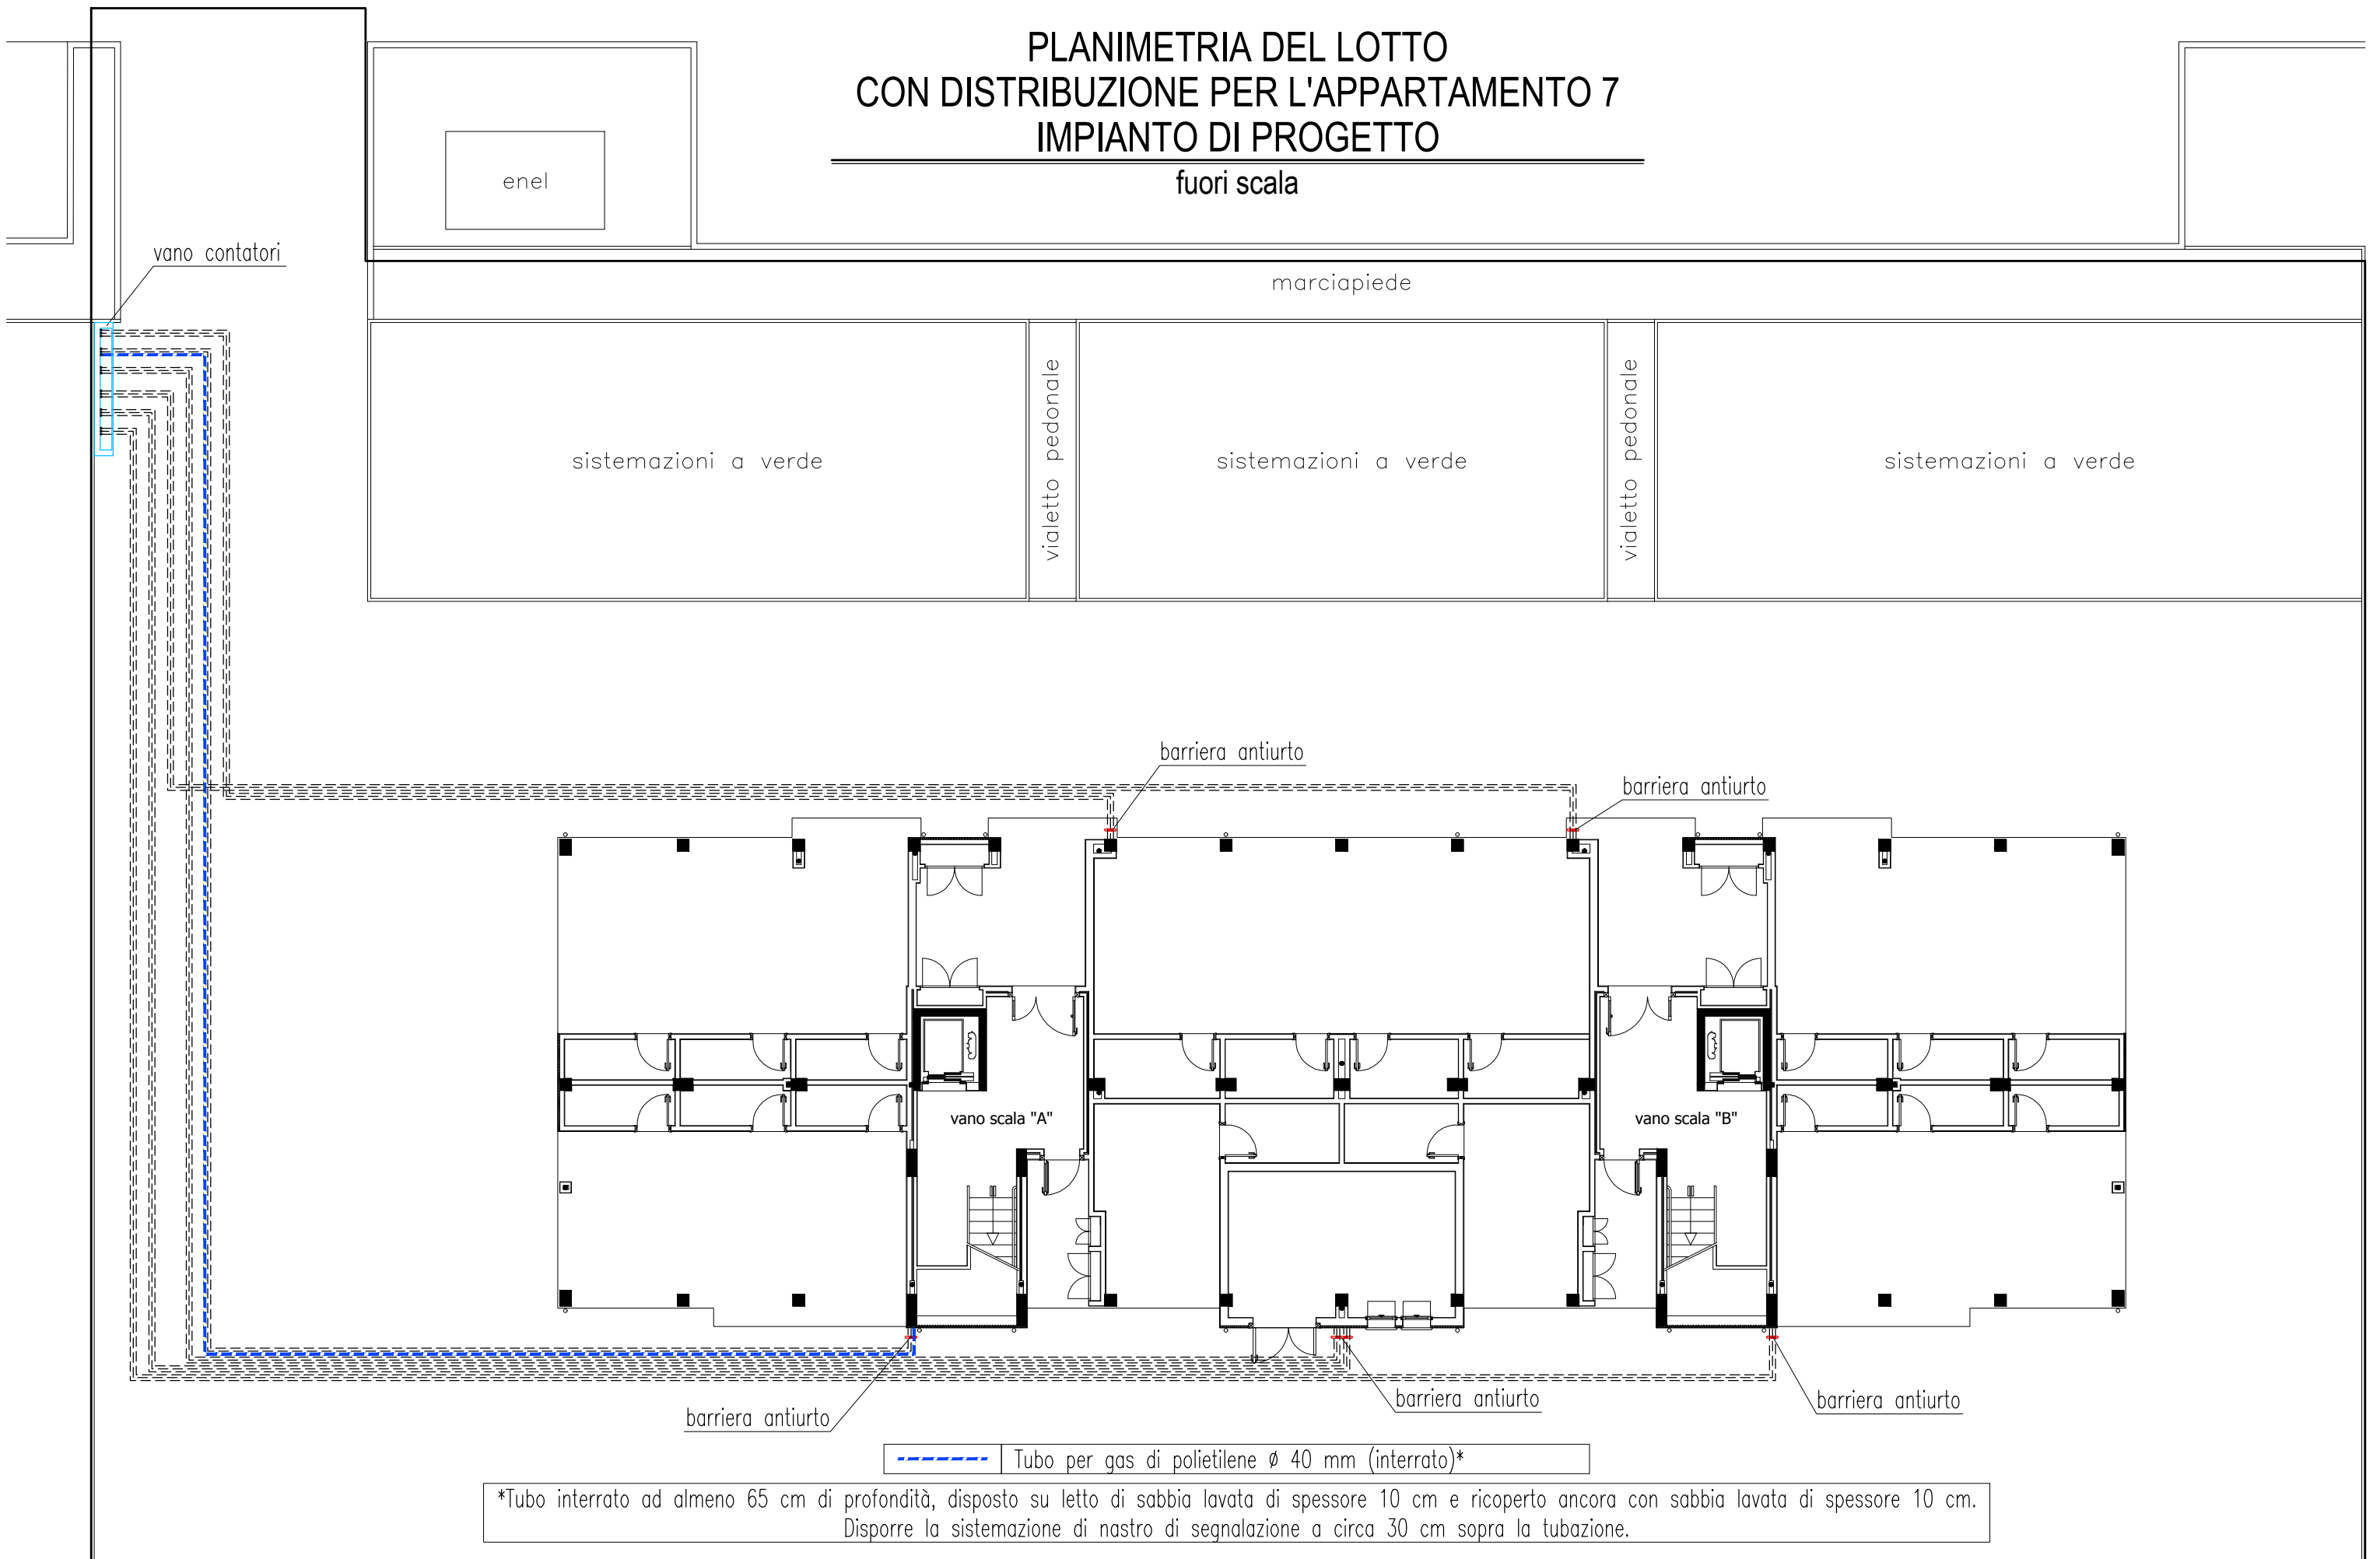 PLANIMETRIA DEL LOTTO
CON DISTRIBUZIONE PER L'APPARTAMENTO 7
IMPIANTO DI PROGETTO
fuori scala
enel
vano contatori
marciapiede
vialetto pedonale
vialetto pedonale
sistemazioni a verde
sistemazioni a verde
sistemazioni a verde
barriera antiurto
barriera antiurto
vano scala "A"
vano scala "B"
barriera antiurto
barriera antiurto
barriera antiurto
Tubo per gas di polietilene Ø 40 mm (interrato)*
*Tubo interrato ad almeno 65 cm di profondità, disposto su letto di sabbia lavata di spessore 10 cm e ricoperto ancora con sabbia lavata di spessore 10 cm.
Disporre la sistemazione di nastro di segnalazione a circa 30 cm sopra la tubazione.